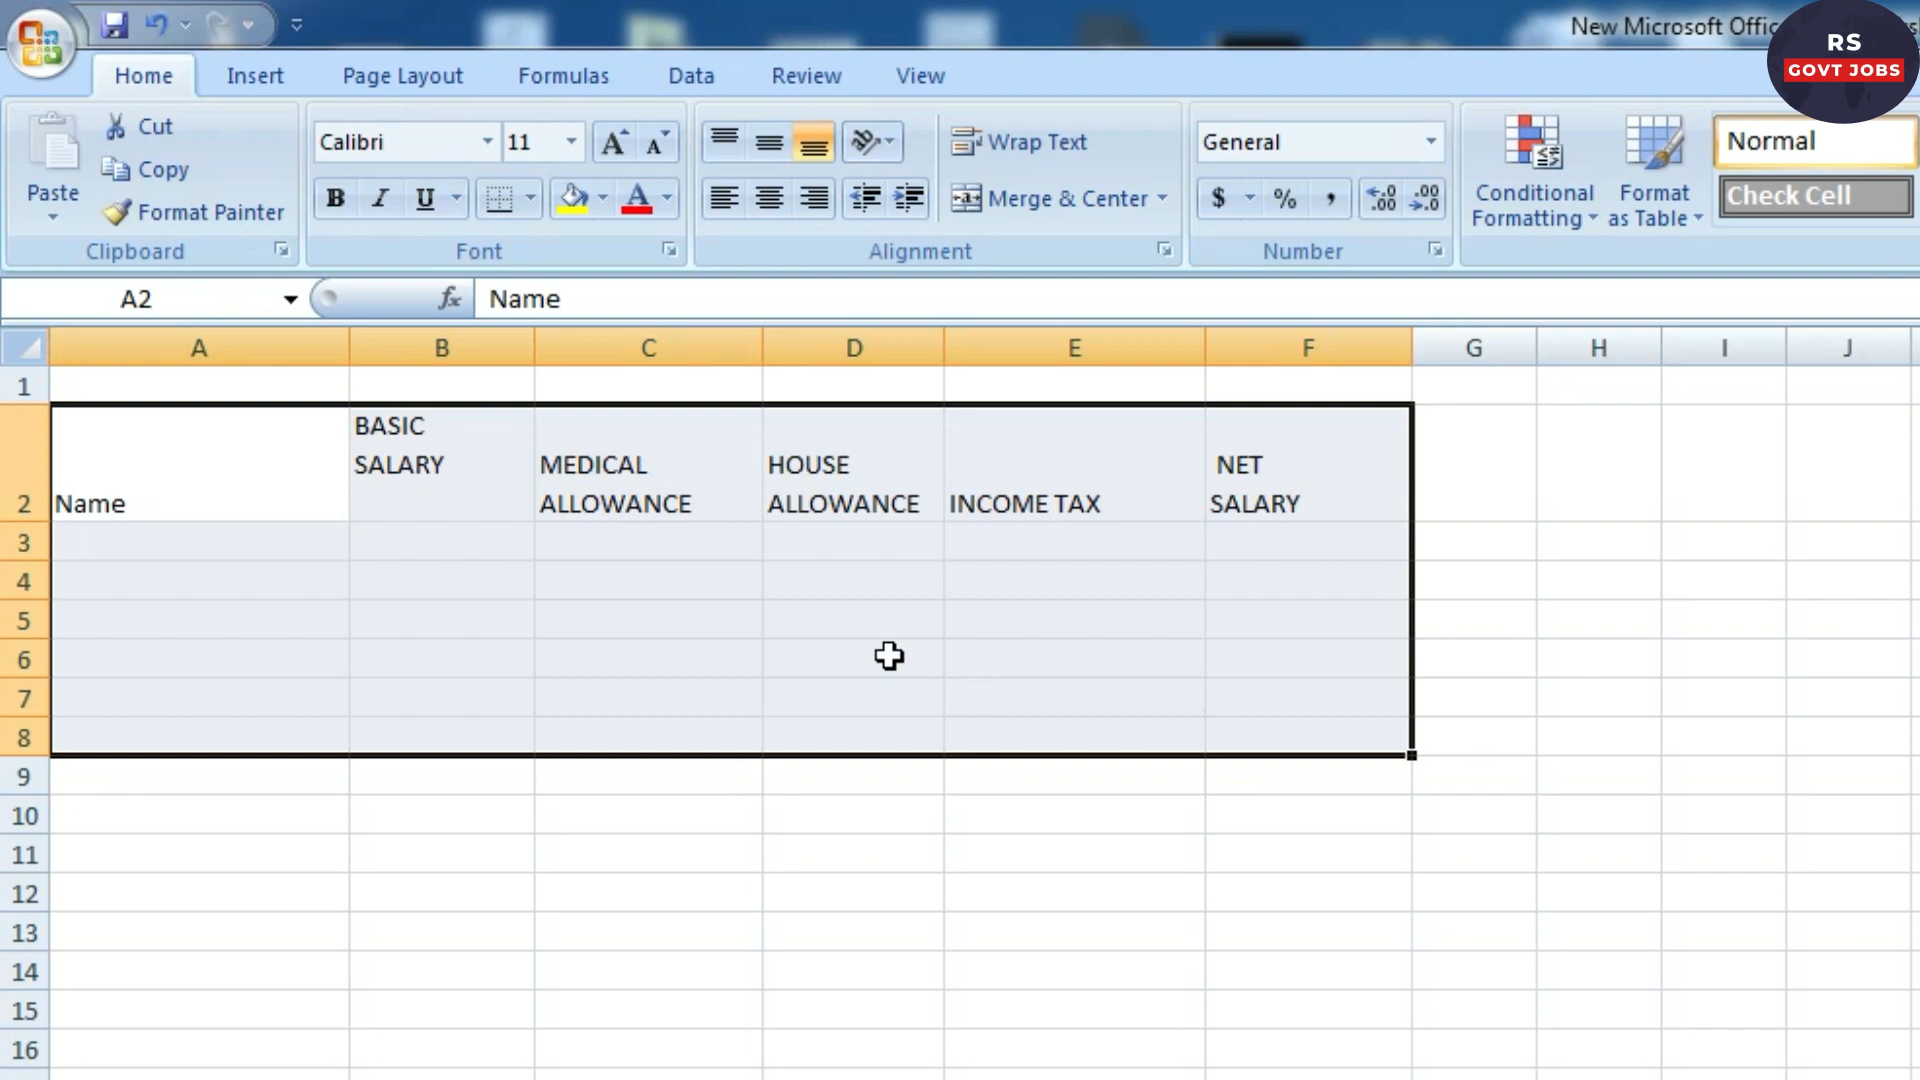 New Microsoft Offic
RS
GOVT JOBS
Home Insert Page Layout Formulas Data Review View
Paste
Cut
Copy
Format Painter
Clipboard
Calibri 11
B I U
Font
Wrap Text
Merge & Center
Alignment
General
$ % , .00 .00
Number
Conditional
Formatting
Format
as Table
Normal
Check Cell
A2 fx Name
A B C D E F G H I J
1
2
Name
BASIC
SALARY
MEDICAL
ALLOWANCE
HOUSE
ALLOWANCE
INCOME TAX
NET
SALARY
3
4
5
6
7
8
9
10
11
12
13
14
15
16